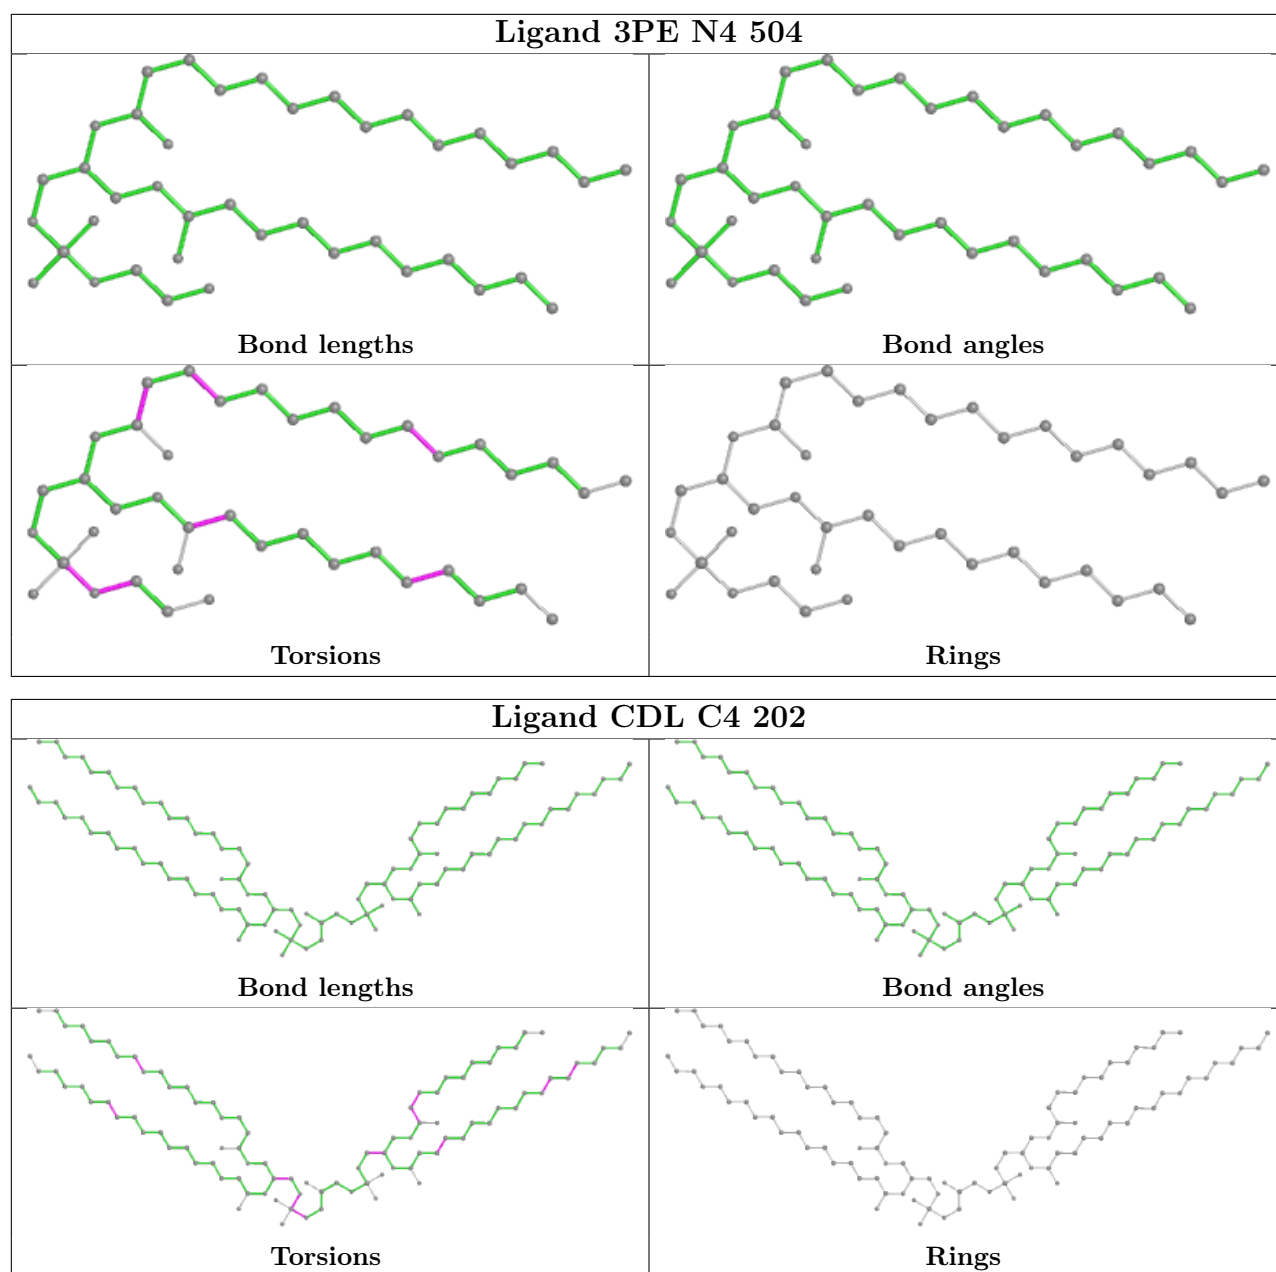 Ligand 3PE N4 504
Bond lengths
Bond angles
Torsions
Rings
Ligand CDL C4 202
Bond lengths
Bond angles
Torsions
Rings